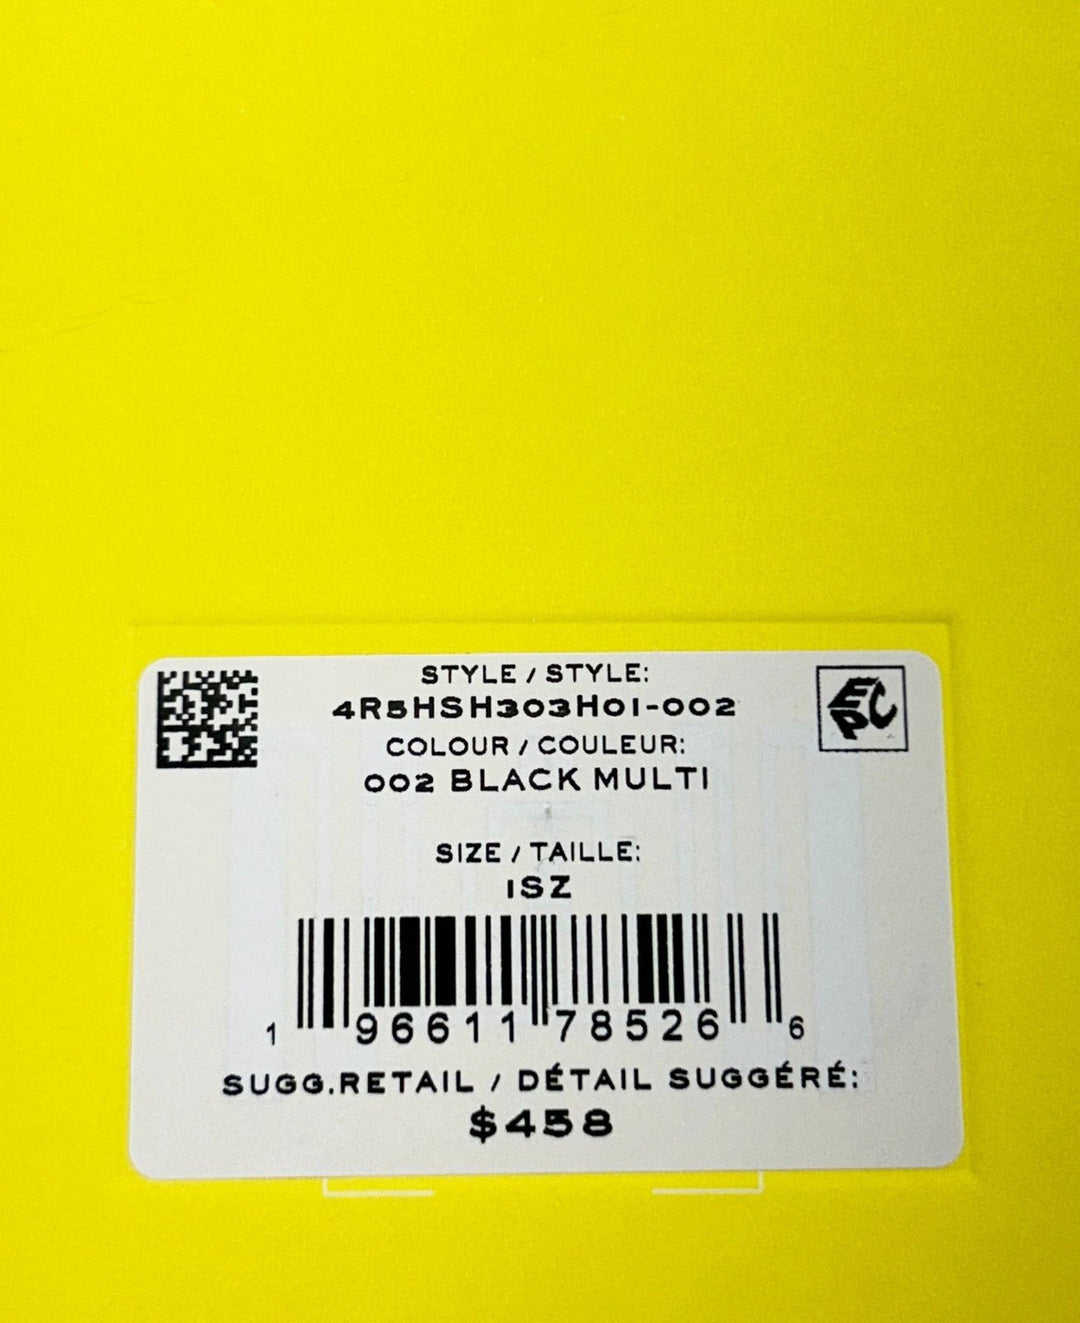 STYLE / STYLE:
4R5HSH303H01-002
EPC
COLOUR / COULEUR:
002 BLACK MULTI
SIZE / TAILLE:
1SZ
1 96611 78526 6
SUGG.RETAIL / DÉTAIL SUGGÉRÉ:
$458